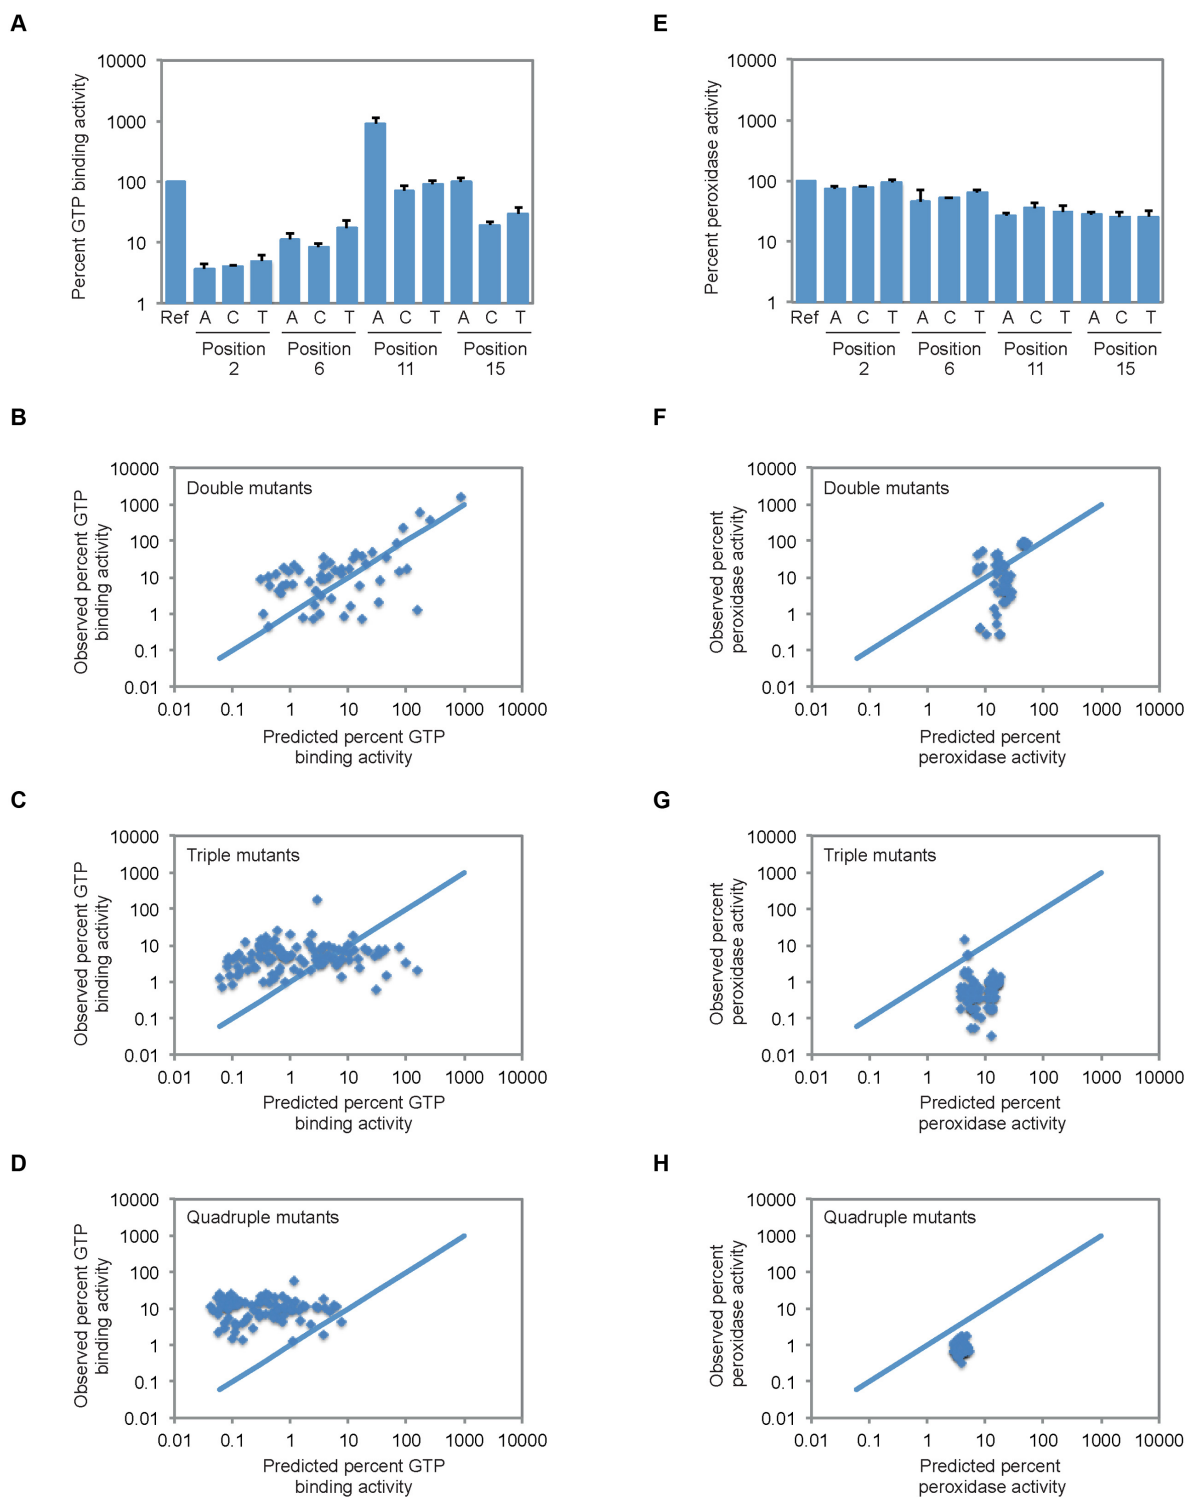 A
Percent GTP binding activity
10000
1000
100
10
1
Ref A C T A C T A C T A C T
Position 2
Position 6
Position 11
Position 15
E
Percent peroxidase activity
10000
1000
100
10
1
Ref A C T A C T A C T A C T
Position 2
Position 6
Position 11
Position 15
B
Observed percent GTP
binding activity
10000
1000
100
10
1
0.1
0.01
Double mutants
0.01 0.1 1 10 100 1000 10000
Predicted percent GTP
binding activity
F
Observed percent
peroxidase activity
10000
1000
100
10
1
0.1
0.01
Double mutants
0.01 0.1 1 10 100 1000 10000
Predicted percent
peroxidase activity
C
Observed percent GTP
binding activity
10000
1000
100
10
1
0.1
0.01
Triple mutants
0.01 0.1 1 10 100 1000 10000
Predicted percent GTP
binding activity
G
Observed percent
peroxidase activity
10000
1000
100
10
1
0.1
0.01
Triple mutants
0.01 0.1 1 10 100 1000 10000
Predicted percent
peroxidase activity
D
Observed percent GTP
binding activity
10000
1000
100
10
1
0.1
0.01
Quadruple mutants
0.01 0.1 1 10 100 1000 10000
Predicted percent GTP
binding activity
H
Observed percent
peroxidase activity
10000
1000
100
10
1
0.1
0.01
Quadruple mutants
0.01 0.1 1 10 100 1000 10000
Predicted percent
peroxidase activity